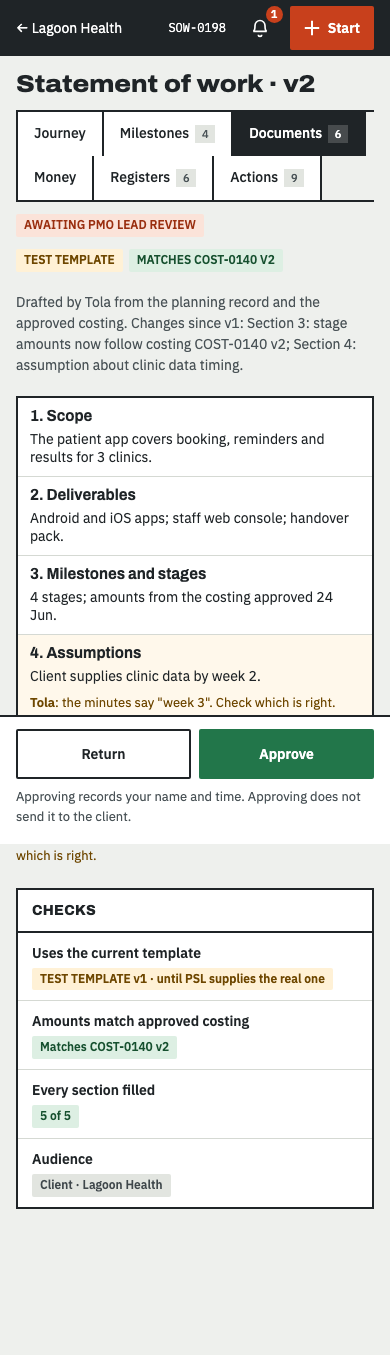 ← Lagoon Health SOW-0198 1 + Start
Statement of work · v2
Journey Milestones 4 Documents 6
Money Registers 6 Actions 9
AWAITING PMO LEAD REVIEW
TEST TEMPLATE MATCHES COST-0140 V2
Drafted by Tola from the planning record and the
approved costing. Changes since v1: Section 3: stage
amounts now follow costing COST-0140 v2; Section 4:
assumption about clinic data timing.
1. Scope
The patient app covers booking, reminders and
results for 3 clinics.
2. Deliverables
Android and iOS apps; staff web console; handover
pack.
3. Milestones and stages
4 stages; amounts from the costing approved 24
Jun.
4. Assumptions
Client supplies clinic data by week 2.
Tola: the minutes say "week 3". Check which is right.
Return Approve
Approving records your name and time. Approving does not
send it to the client.
which is right.
CHECKS
Uses the current template
TEST TEMPLATE v1 · until PSL supplies the real one
Amounts match approved costing
Matches COST-0140 v2
Every section filled
5 of 5
Audience
Client · Lagoon Health